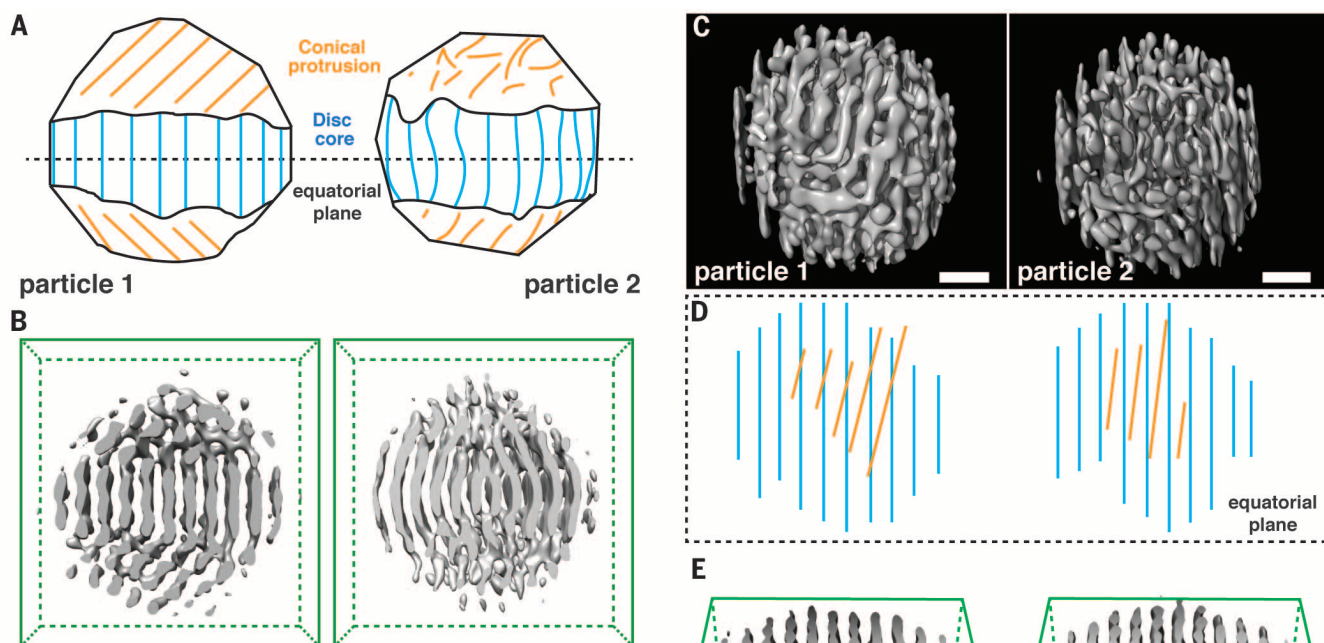 A
Conical
protrusion
Disc
core
equatorial
plane
particle 1
particle 2
B
C
particle 1
particle 2
D
equatorial
plane
E